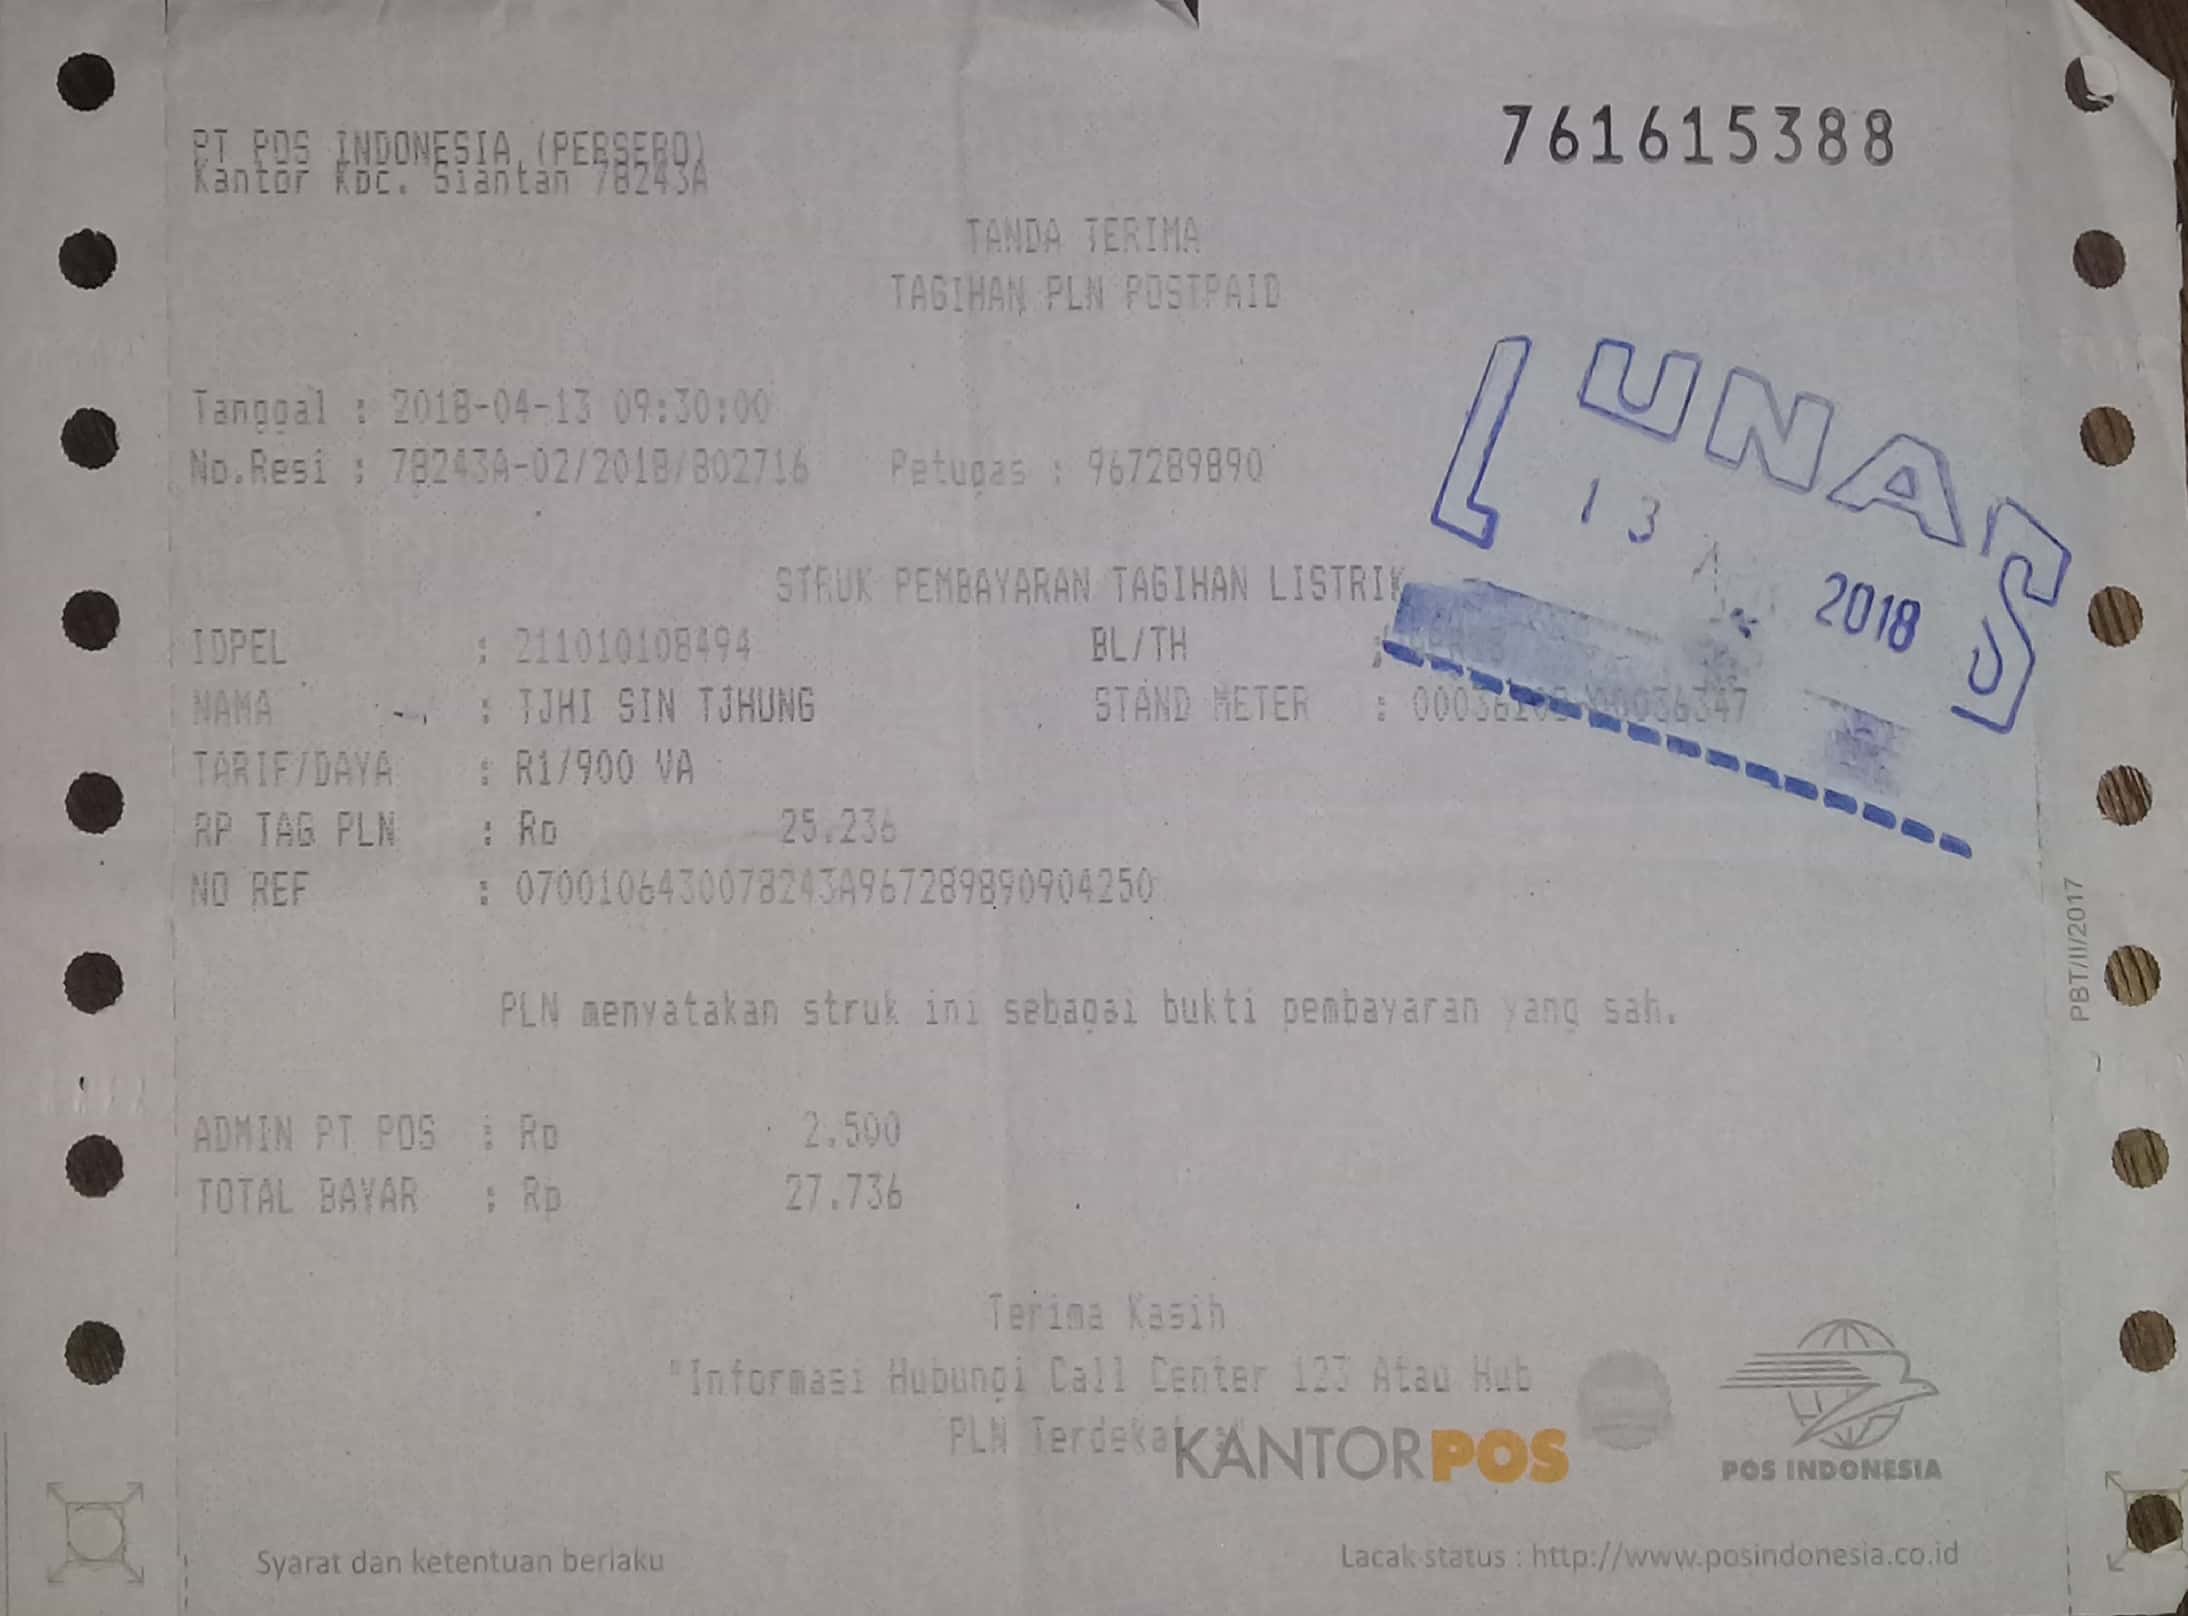 PT POS INDONESIA (PERSERO)
Kantor Kpc. Siantan 78243A
761615388
TANDA TERIMA
TAGIHAN PLN POSTPAID
Tanggal : 2018-04-13 09:30:00
No.Resi : 78243A-02/2018/802716 Petugas : 967289890
LUNAS
13 2018
STRUK PEMBAYARAN TAGIHAN LISTRIK
IDPEL : 211010108494 BL/TH :
NAMA : TJHI SIN TJHUNG STAND METER :
TARIF/DAYA : R1/900 VA
RP TAG PLN : Rp 25.236
NO REF : 0700106430078243A967289890904250
PLN menyatakan struk ini sebagai bukti pembayaran yang sah.
ADMIN PT POS : Rp 2.500
TOTAL BAYAR : Rp 27.736
Terima Kasih
"Informasi Hubungi Call Center 123 Atau Hub
PLN Terdekat
KANTORPOS
POS INDONESIA
Syarat dan ketentuan berlaku
Lacak status : http://www.posindonesia.co.id
PBT/II/2017